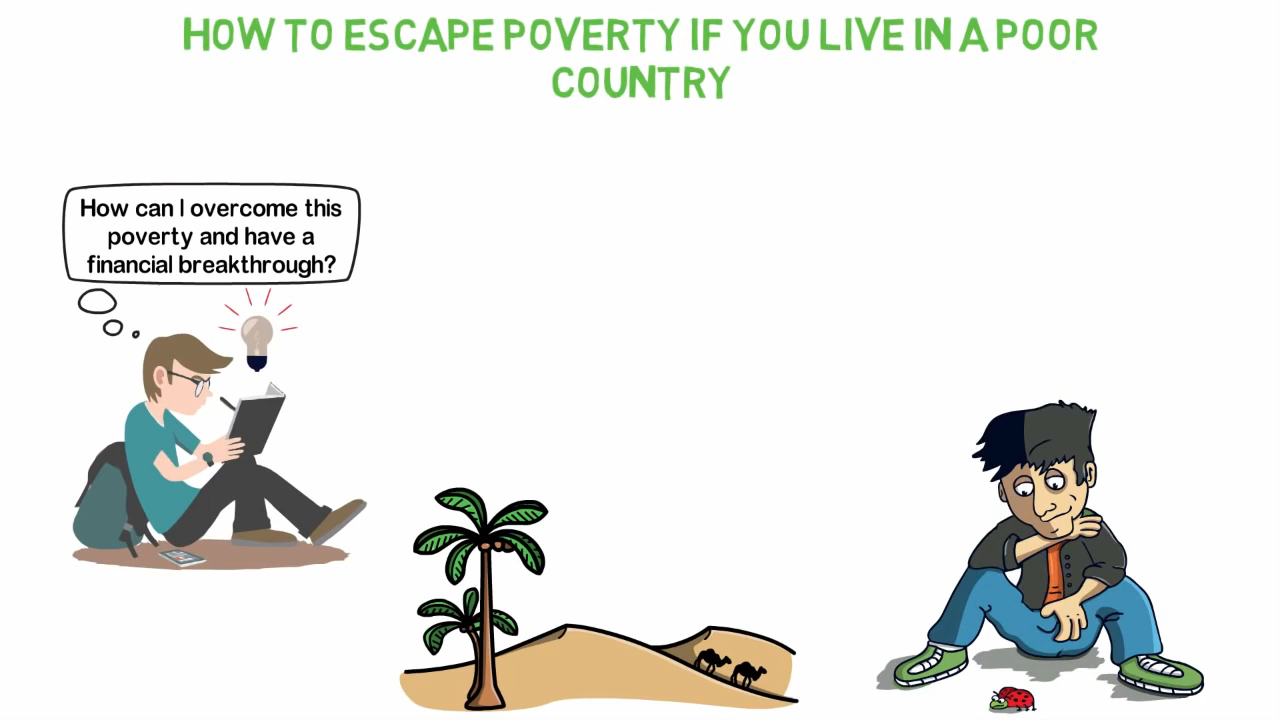 HOW TO ESCAPE POVERTY IF YOU LIVE IN A POOR
COUNTRY
How can I overcome this
poverty and have a
financial breakthrough?